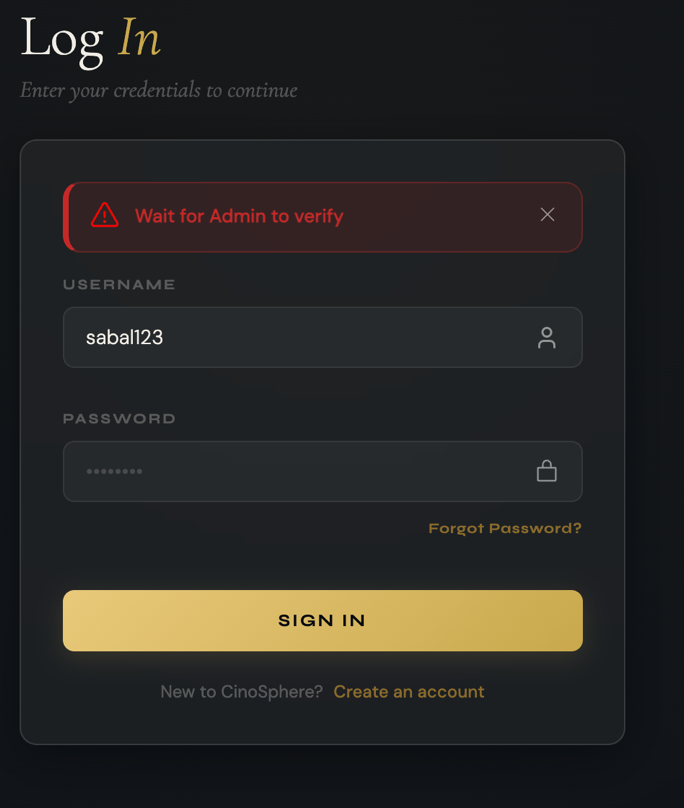 Log In
Enter your credentials to continue
Wait for Admin to verify
USERNAME
sabal123
PASSWORD
••••••••
Forgot Password?
SIGN IN
New to CinoSphere? Create an account